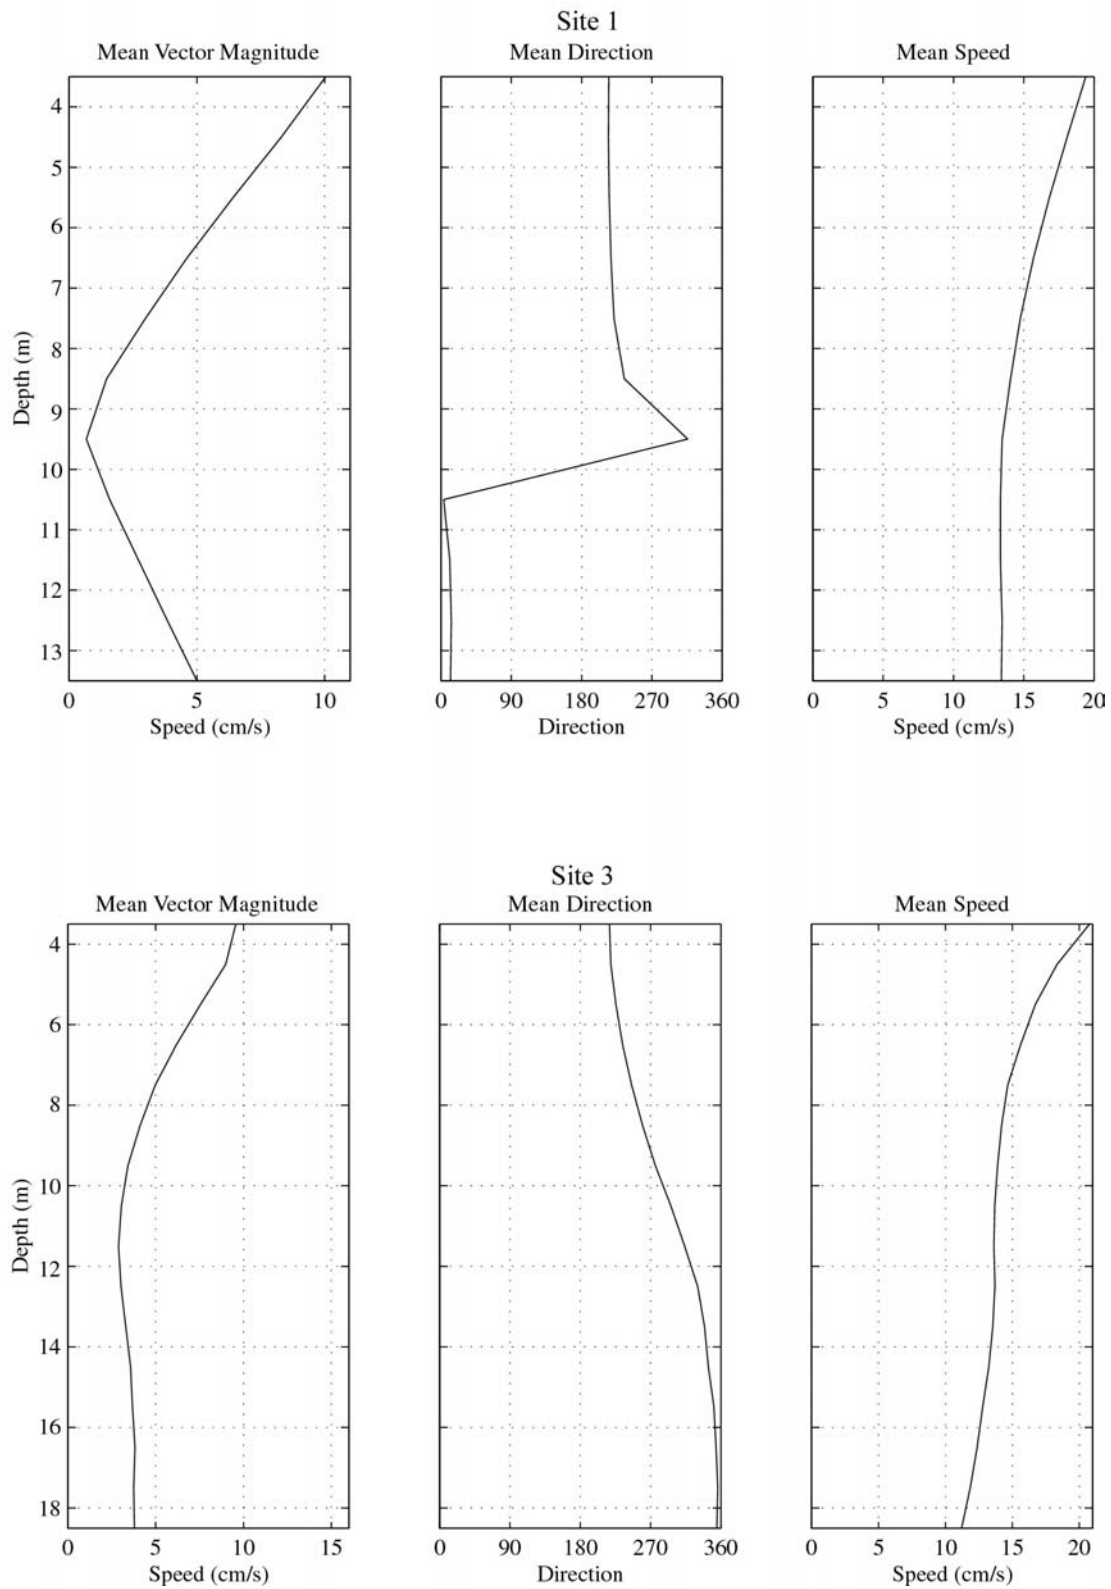 Site 1
Mean Vector Magnitude
Mean Direction
Mean Speed
Depth (m)
4
5
6
7
8
9
10
11
12
13
0 5 10
0 90 180 270 360
0 5 10 15 20
Speed (cm/s)
Direction
Speed (cm/s)
Site 3
Mean Vector Magnitude
Mean Direction
Mean Speed
Depth (m)
4
6
8
10
12
14
16
18
0 5 10 15
0 90 180 270 360
0 5 10 15 20
Speed (cm/s)
Direction
Speed (cm/s)